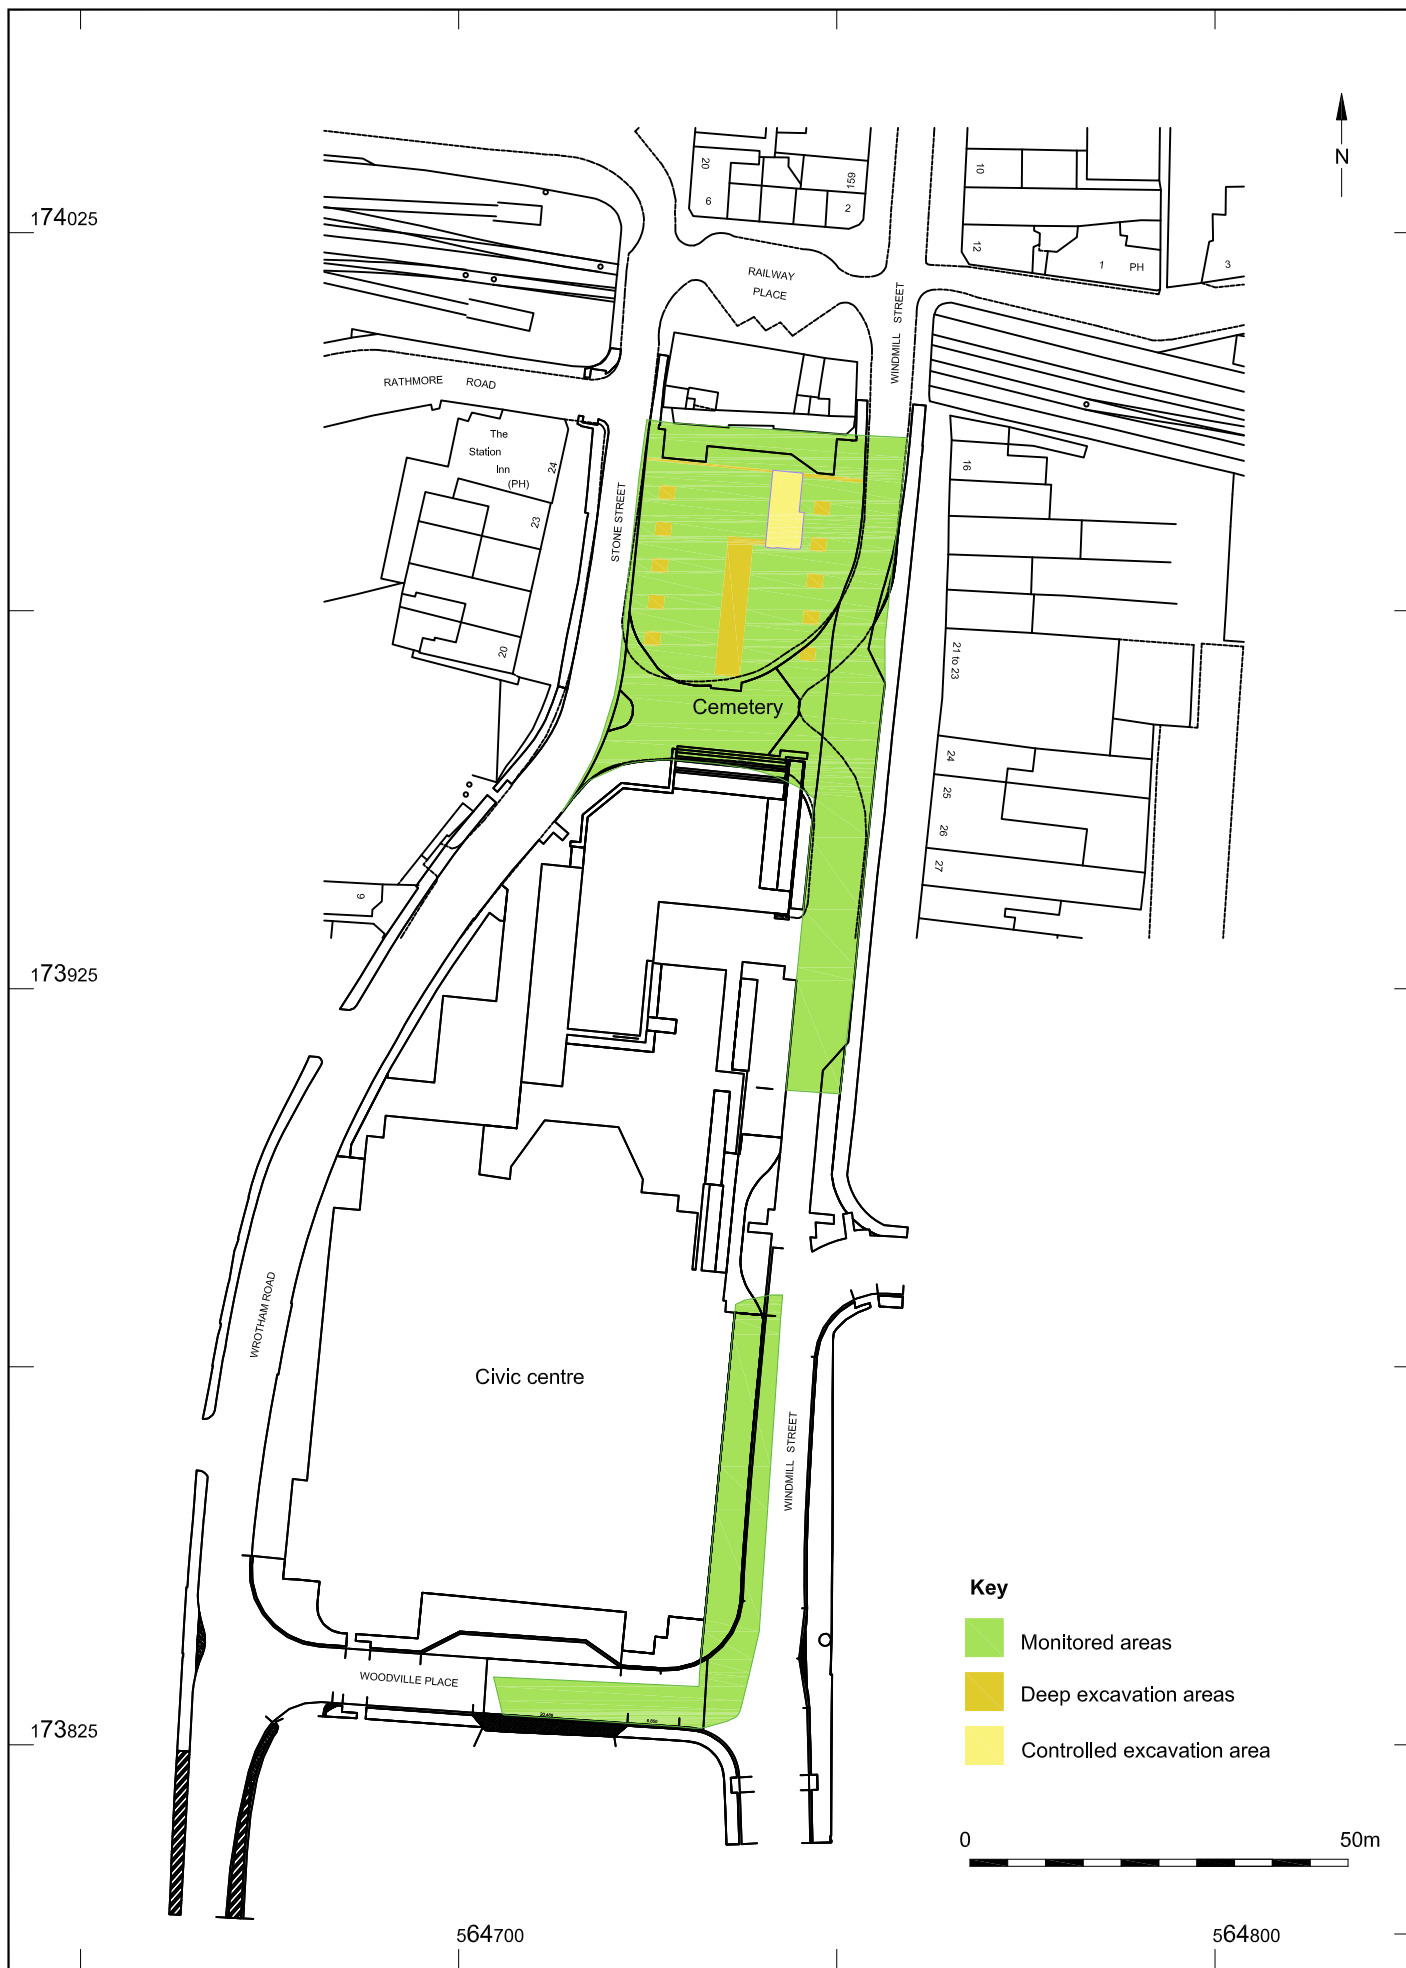 N
174025
20
6
159
2
10
12
1 PH
3
RAILWAY
PLACE
WINDMILL STREET
RATHMORE ROAD
The
Station
Inn
(PH)
24
23
20
STONE STREET
16
21 to 23
24
25
26
27
Cemetery
9
173925
WROTHAM ROAD
Civic centre
WINDMILL STREET
WOODVILLE PLACE
173825
Key
Monitored areas
Deep excavation areas
Controlled excavation area
0 50m
564700 564800